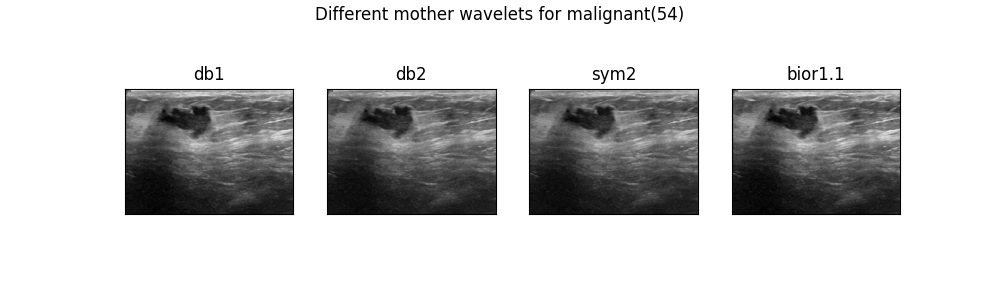 Different mother wavelets for malignant(54)
db1
db2
sym2
bior1.1